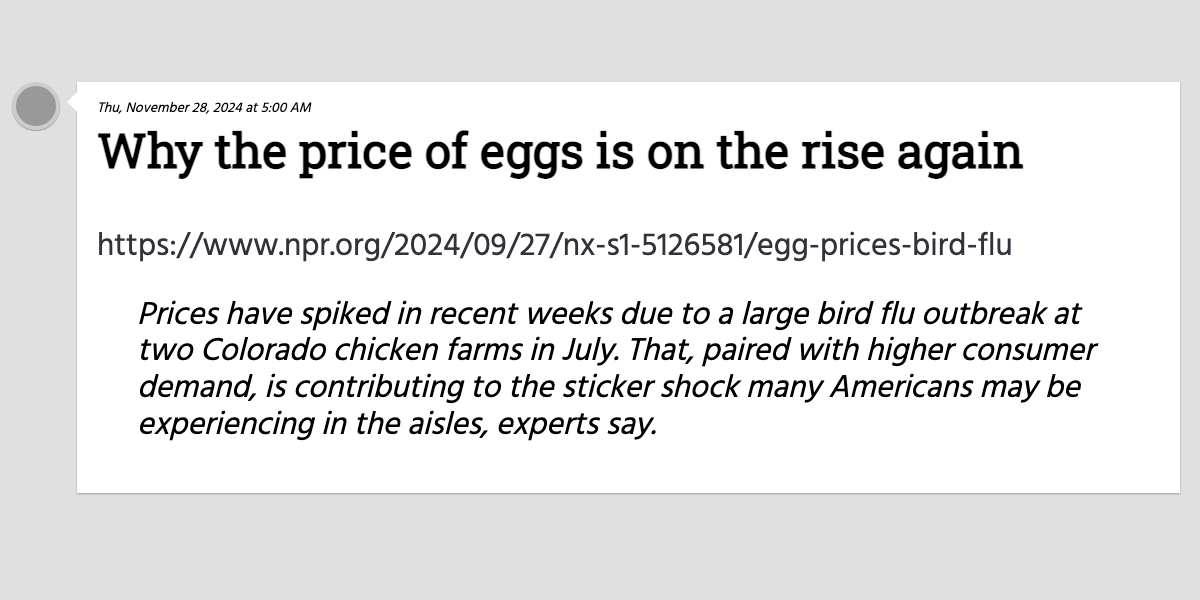 Thu, November 28, 2024 at 5:00 AM
Why the price of eggs is on the rise again
https://www.npr.org/2024/09/27/nx-s1-5126581/egg-prices-bird-flu
Prices have spiked in recent weeks due to a large bird flu outbreak at
two Colorado chicken farms in July. That, paired with higher consumer
demand, is contributing to the sticker shock many Americans may be
experiencing in the aisles, experts say.